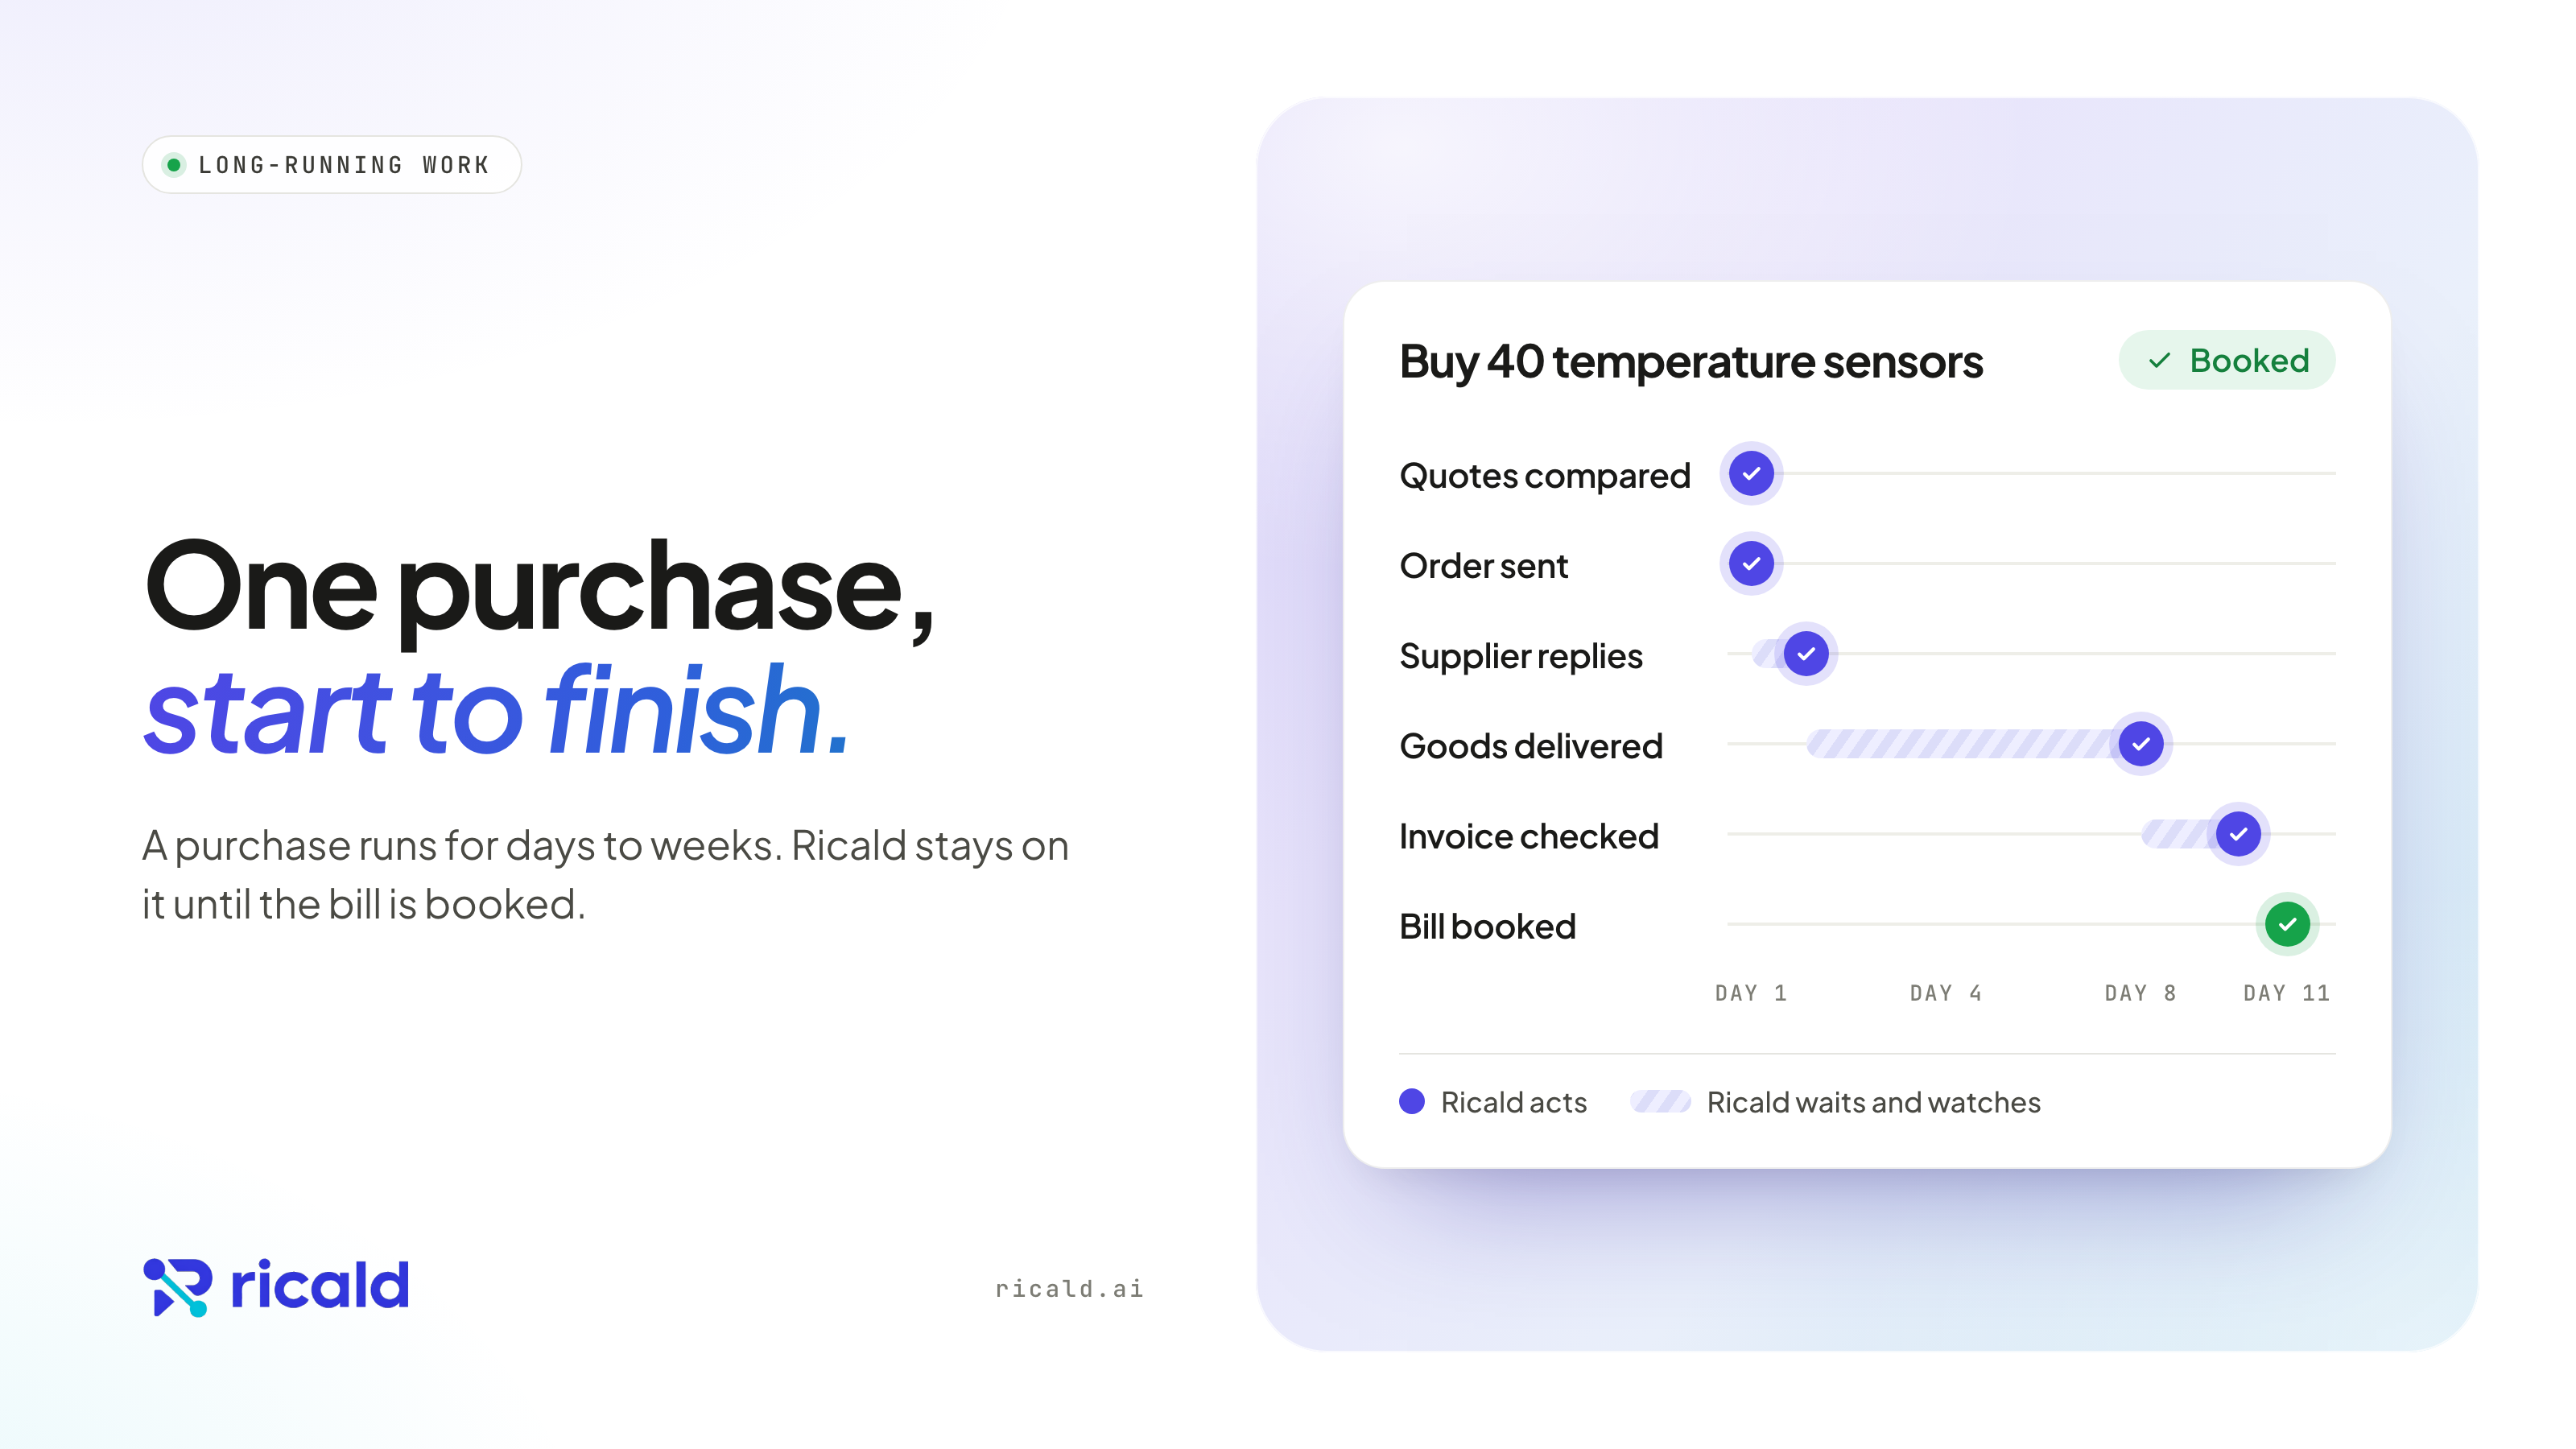 LONG-RUNNING WORK
One purchase,
start to finish.
A purchase runs for days to weeks. Ricald stays on
it until the bill is booked.
ricald
ricald.ai
Buy 40 temperature sensors
Booked
Quotes compared
Order sent
Supplier replies
Goods delivered
Invoice checked
Bill booked
DAY 1 DAY 4 DAY 8 DAY 11
Ricald acts Ricald waits and watches